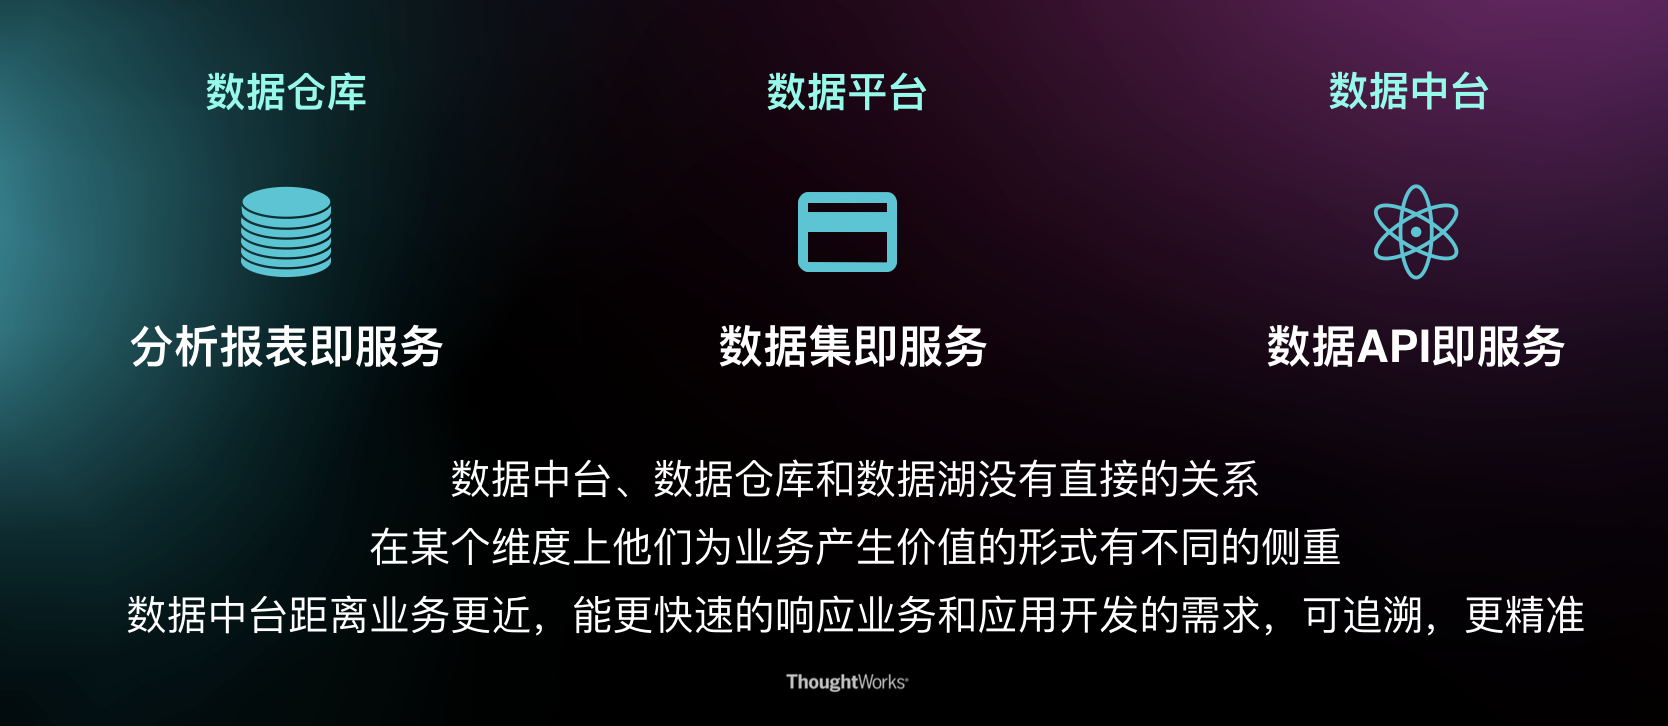 数据仓库
数据平台
数据中台
分析报表即服务
数据集即服务
数据API即服务
数据中台、数据仓库和数据湖没有直接的关系
在某个维度上他们为业务产生价值的形式有不同的侧重
数据中台距离业务更近，能更快速的响应业务和应用开发的需求，可追溯，更精准
ThoughtWorks®